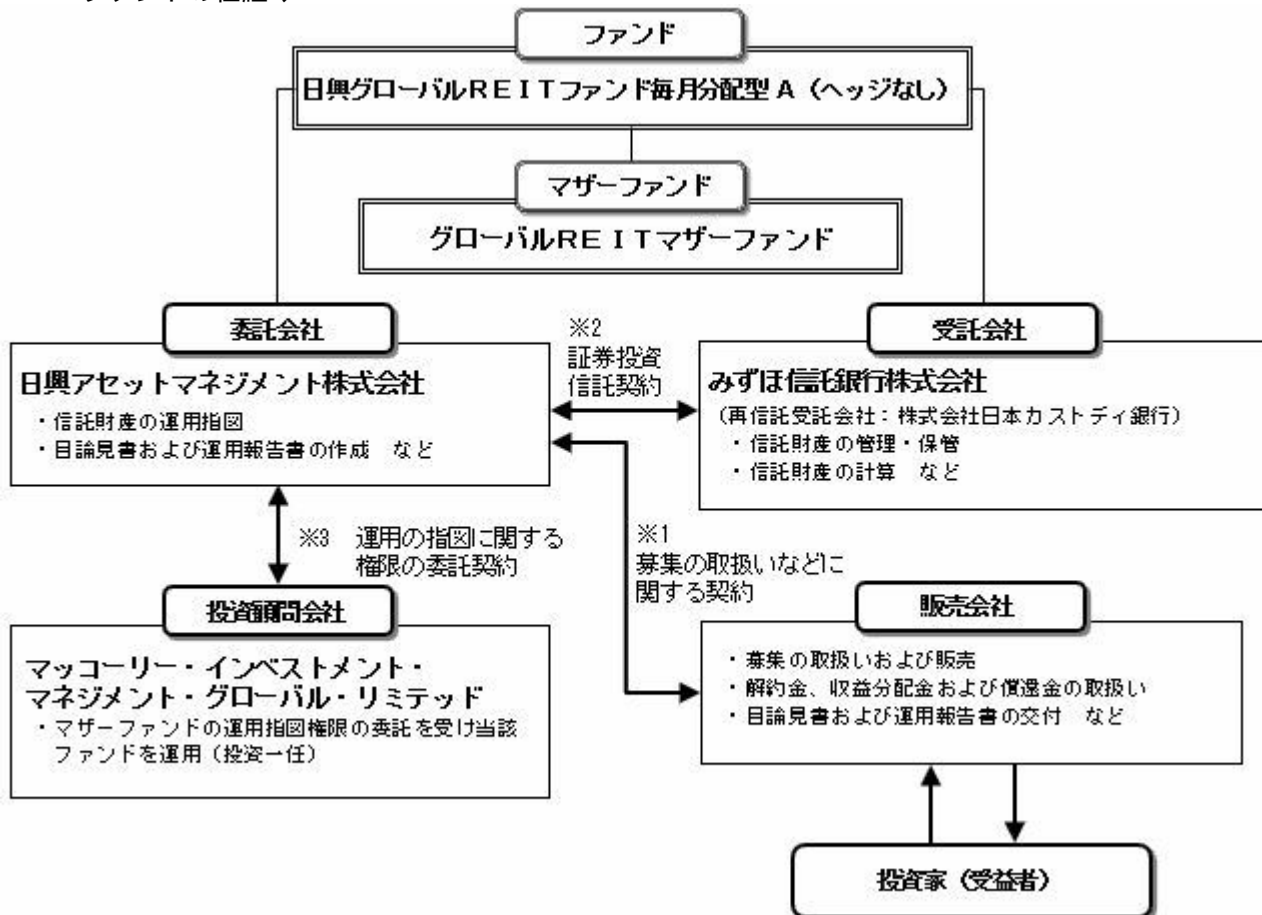 ファンド
日興グローバルＲＥＩＴファンド毎月分配型Ａ（ヘッジなし）
マザーファンド
グローバルＲＥＩＴマザーファンド
委託会社
日興アセットマネジメント株式会社
・信託財産の運用指図
・目論見書および運用報告書の作成　など
※2
証券投資
信託契約
受託会社
みずほ信託銀行株式会社
（再信託受託会社：株式会社日本カストディ銀行）
・信託財産の管理・保管
・信託財産の計算　など
※3　運用の指図に関する
権限の委託契約
※1
募集の取扱いなどに
関する契約
投資顧問会社
マッコーリー・インベストメント・
マネジメント・グローバル・リミテッド
・マザーファンドの運用指図権限の委託を受け当該
ファンドを運用（投資一任）
販売会社
・募集の取扱いおよび販売
・解約金、収益分配金および償還金の取扱い
・目論見書および運用報告書の交付　など
投資家（受益者）